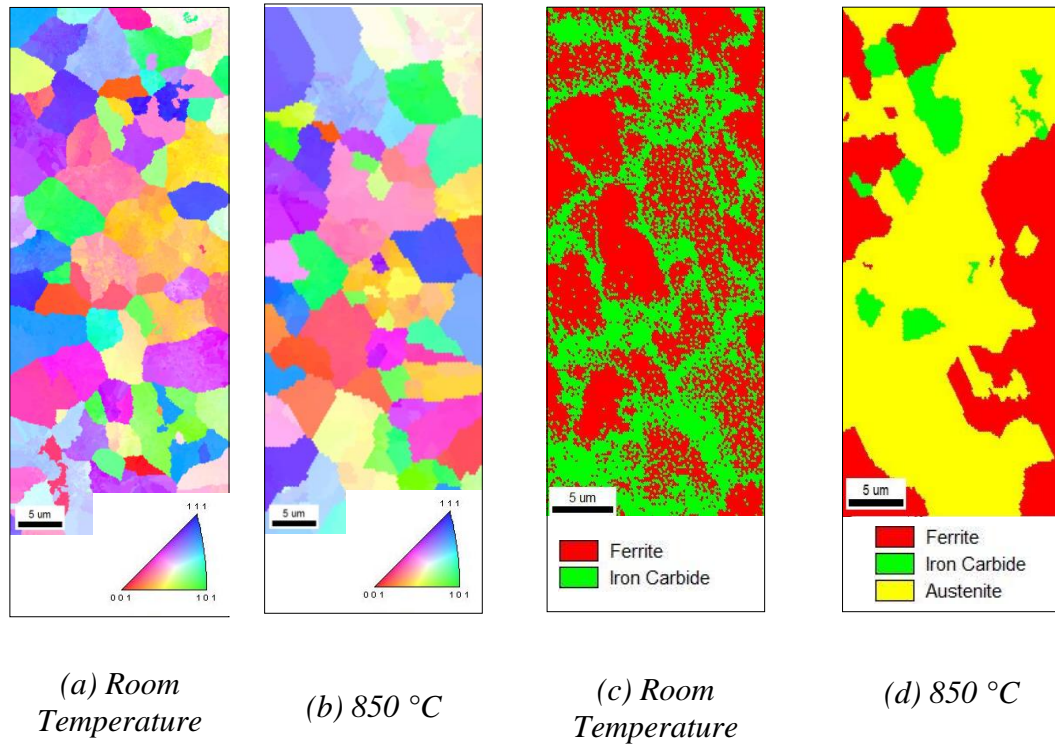 5 um
1 1 1
0 0 1
1 0 1
5 um
1 1 1
0 0 1
1 0 1
5 um
Ferrite
Iron Carbide
5 um
Ferrite
Iron Carbide
Austenite
(a) Room
Temperature
(b) 850 °C
(c) Room
Temperature
(d) 850 °C